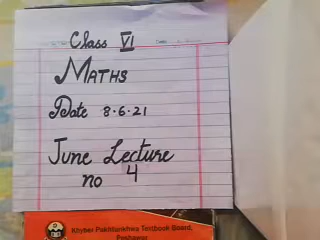 Class VI
MATHS
Date 8.6.21
June Lecture
no 4
Khyber Pakhtunkhwa Textbook Board,
Peshawar